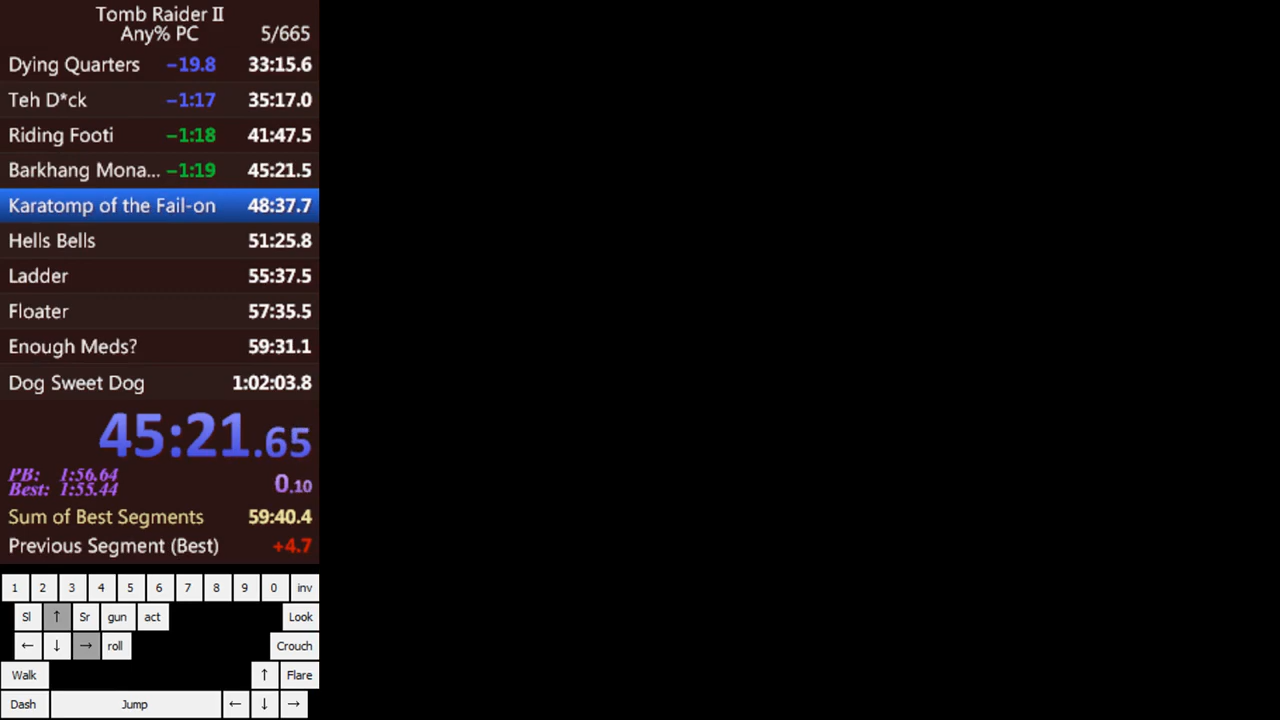 Tomb Raider II
Any% PC 5/665
Dying Quarters -19.8 33:15.6
Teh D*ck -1:17 35:17.0
Riding Footi -1:18 41:47.5
Barkhang Mona... -1:19 45:21.5
Karatomp of the Fail-on 48:37.7
Hells Bells 51:25.8
Ladder 55:37.5
Floater 57:35.5
Enough Meds? 59:31.1
Dog Sweet Dog 1:02:03.8
45:21.65
PB: 1:56.64
Best: 1:55.44 0.10
Sum of Best Segments 59:40.4
Previous Segment (Best) +4.7
1 2 3 4 5 6 7 8 9 0 inv
Sl ↑ Sr gun act Look
← ↓ → roll Crouch
Walk ↑ Flare
Dash Jump ← ↓ →